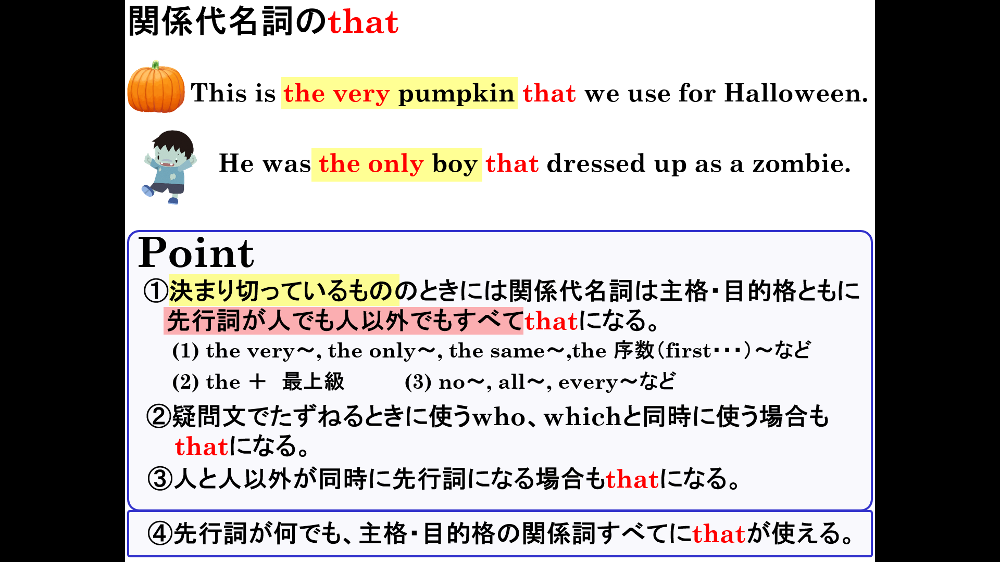 関係代名詞のthat
This is the very pumpkin that we use for Halloween.
He was the only boy that dressed up as a zombie.
Point
①決まり切っているもののときには関係代名詞は主格・目的格ともに
先行詞が人でも人以外でもすべてthatになる。
(1) the very～, the only～, the same～,the 序数（first・・・）～など
(2) the ＋ 最上級 (3) no～, all～, every～など
②疑問文でたずねるときに使うwho、whichと同時に使う場合も
thatになる。
③人と人以外が同時に先行詞になる場合もthatになる。
④先行詞が何でも、主格・目的格の関係詞すべてにthatが使える。